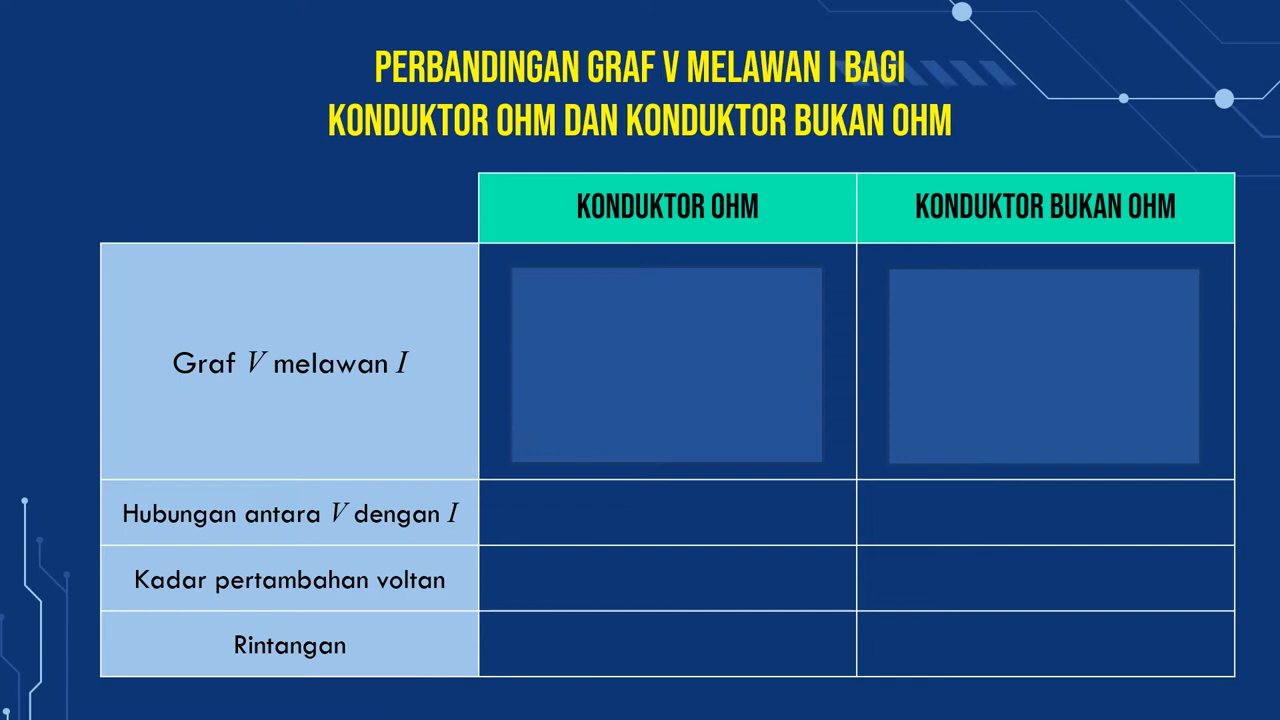 PERBANDINGAN GRAF V MELAWAN I BAGI
KONDUKTOR OHM DAN KONDUKTOR BUKAN OHM
KONDUKTOR OHM
KONDUKTOR BUKAN OHM
Graf V melawan I
Hubungan antara V dengan I
Kadar pertambahan voltan
Rintangan